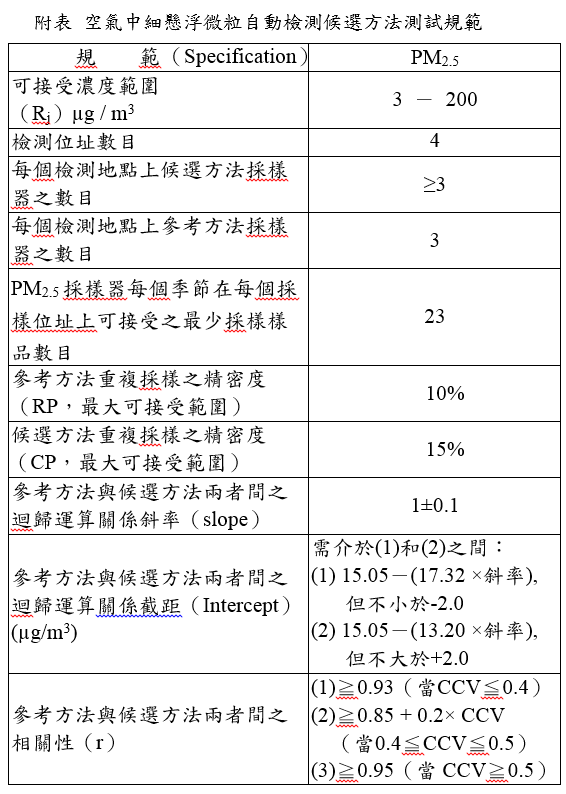 附表 空氣中細懸浮微粒自動檢測候選方法測試規範
規 範（Specification）
PM2.5
可接受濃度範圍
（Rj）µg / m3
3 － 200
檢測位址數目
4
每個檢測地點上候選方法採樣
器之數目
≥3
每個檢測地點上參考方法採樣
器之數目
3
PM2.5 採樣器每個季節在每個採
樣位址上可接受之最少採樣樣
品數目
23
參考方法重複採樣之精密度
（RP，最大可接受範圍）
10%
候選方法重複採樣之精密度
（CP，最大可接受範圍）
15%
參考方法與候選方法兩者間之
迴歸運算關係斜率（slope）
1±0.1
參考方法與候選方法兩者間之
迴歸運算關係截距（Intercept）
(µg/m3)
需介於(1)和(2)之間：
(1) 15.05－(17.32 ×斜率),
但不小於-2.0
(2) 15.05－(13.20 ×斜率),
但不大於+2.0
參考方法與候選方法兩者間之
相關性（r）
(1)≧0.93（當CCV≦0.4）
(2)≧0.85 + 0.2× CCV
（當0.4≦CCV≦0.5）
(3)≧0.95（當 CCV≧0.5）